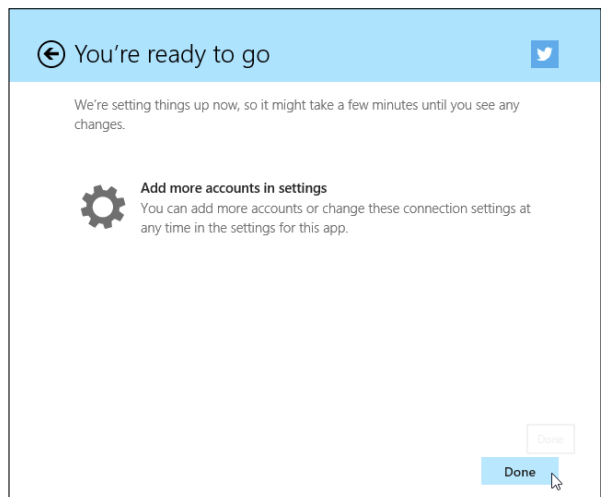 You’re ready to go
We’re setting things up now, so it might take a few minutes until you see any
changes.
Add more accounts in settings
You can add more accounts or change these connection settings at
any time in the settings for this app.
Done
Done